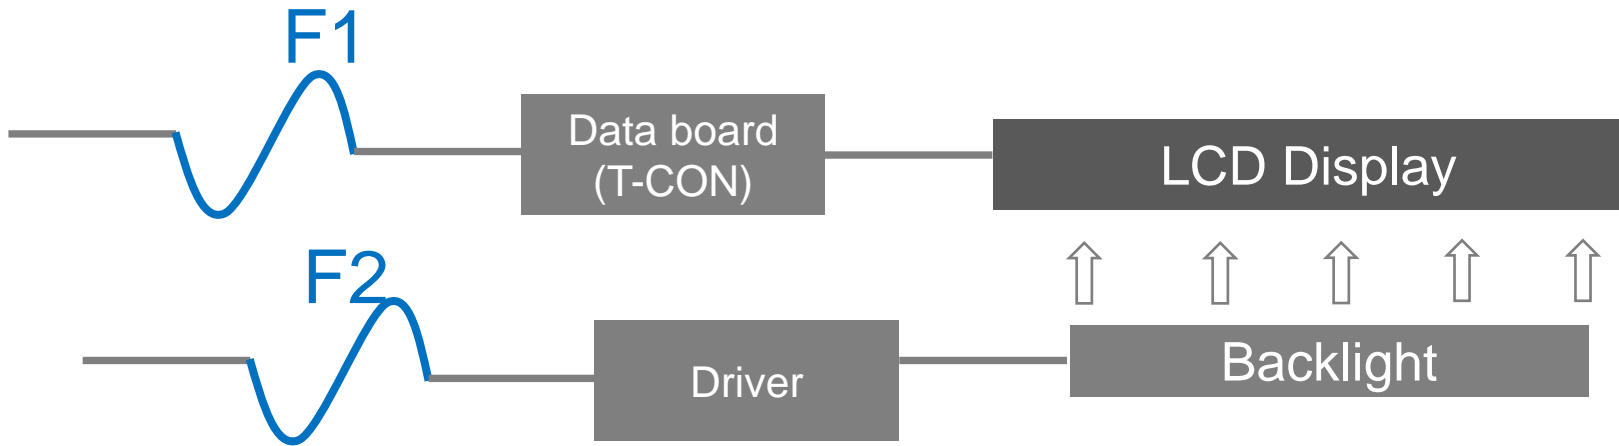 F1
Data board
(T-CON)
LCD Display
F2
Driver
Backlight